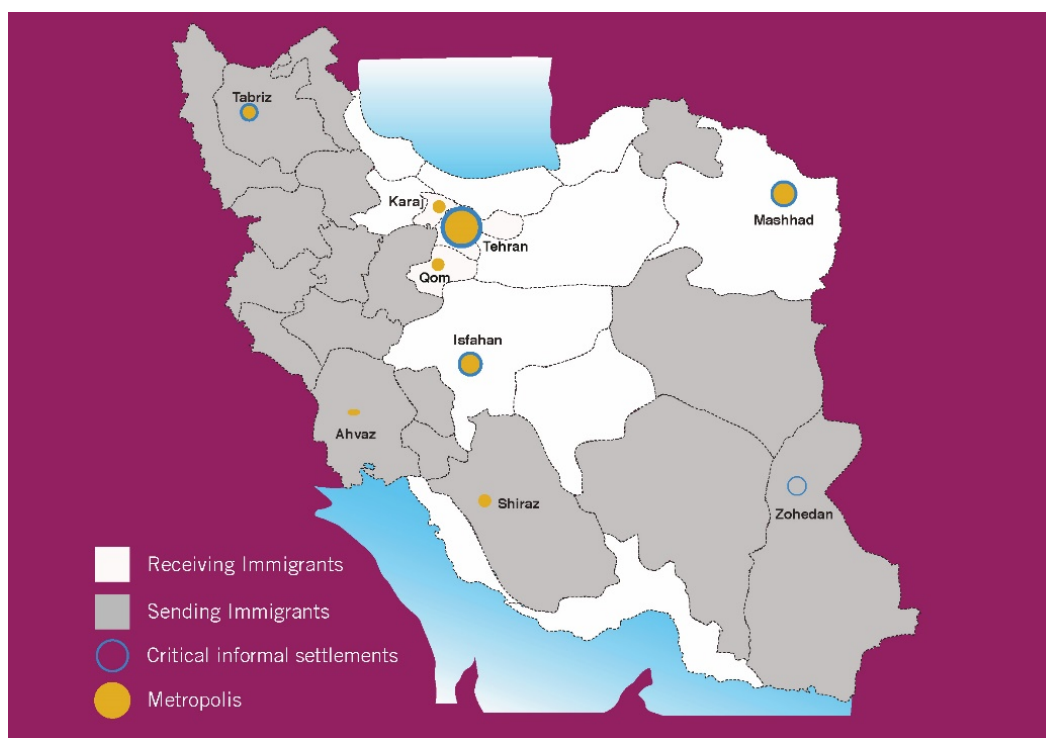 Tabriz
Karaj
Mashhad
Tehran
Qom
Isfahan
Ahvaz
Shiraz
Zohedan
Receiving Immigrants
Sending Immigrants
Critical informal settlements
Metropolis